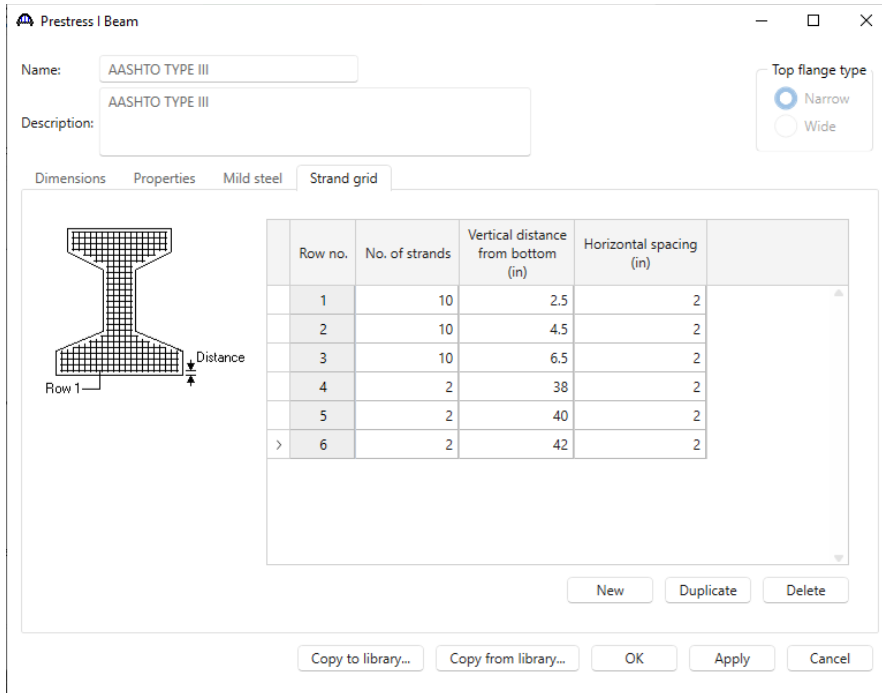 Prestress I Beam
Name: AASHTO TYPE III
Top flange type
Narrow
Wide
Description: AASHTO TYPE III
Dimensions Properties Mild steel Strand grid
Distance
Row 1
Row no. No. of strands Vertical distance from bottom (in) Horizontal spacing (in)
1 10 2.5 2
2 10 4.5 2
3 10 6.5 2
4 2 38 2
5 2 40 2
> 6 2 42 2
New Duplicate Delete
Copy to library... Copy from library... OK Apply Cancel